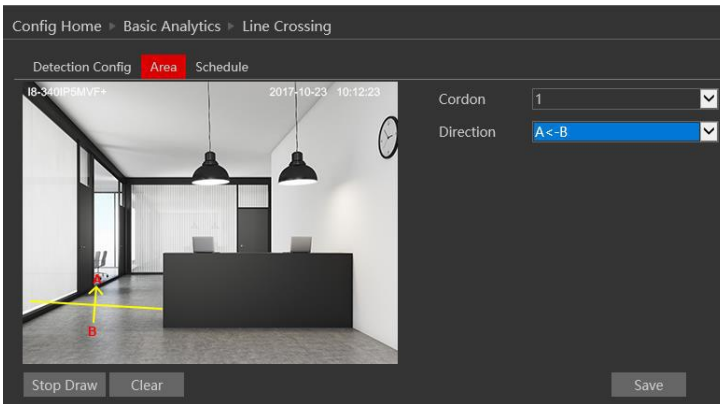 Config Home ▸ Basic Analytics ▸ Line Crossing
Detection Config Area Schedule
I8-340IP5MVF+ 2017-10-23 10:12:23
Cordon 1
Direction A<-B
A
B
Stop Draw Clear Save